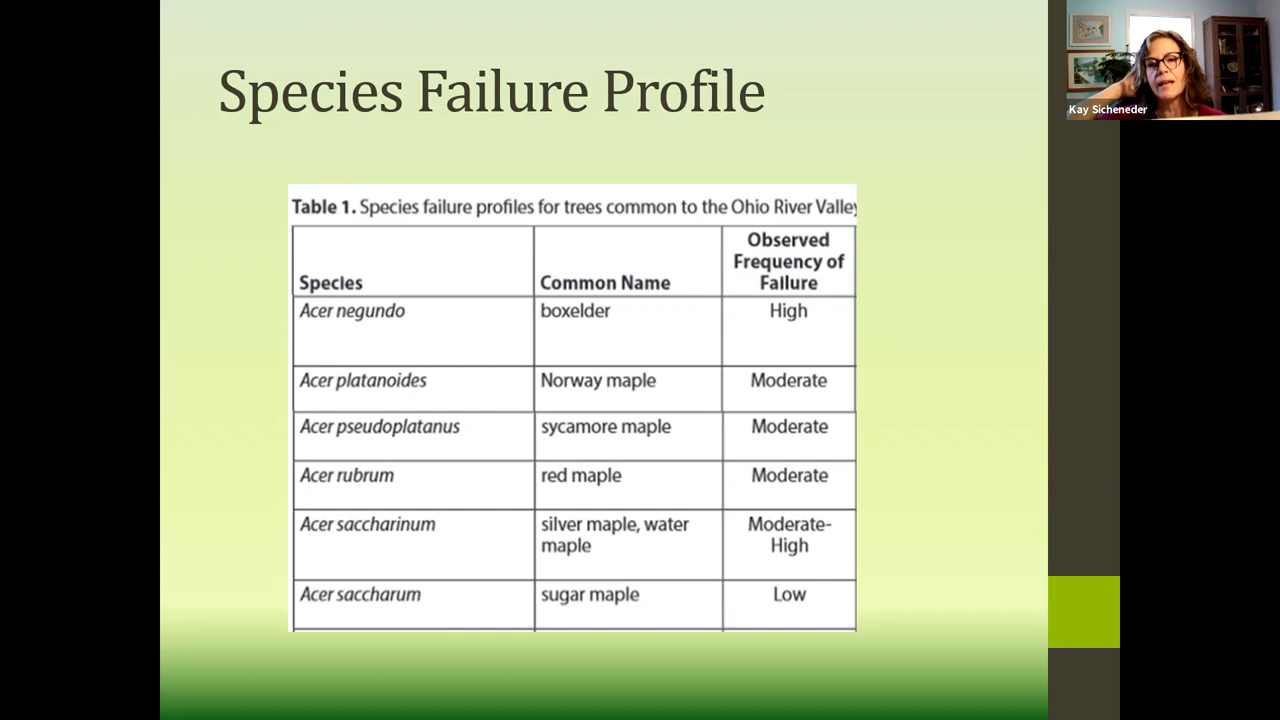 Species Failure Profile
Kay Sicheneder
Table 1. Species failure profiles for trees common to the Ohio River Valley
Species
Common Name
Observed
Frequency of
Failure
Acer negundo
boxelder
High
Acer platanoides
Norway maple
Moderate
Acer pseudoplatanus
sycamore maple
Moderate
Acer rubrum
red maple
Moderate
Acer saccharinum
silver maple, water
maple
Moderate-
High
Acer saccharum
sugar maple
Low